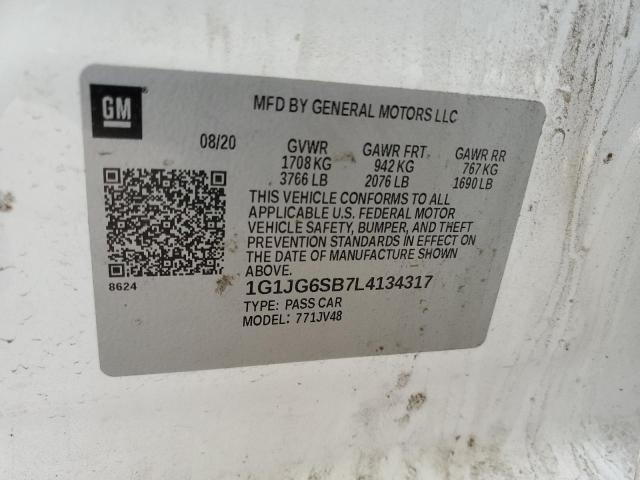 GM
MFD BY GENERAL MOTORS LLC
08/20 GVWR GAWR FRT GAWR RR
1708 KG 942 KG 767 KG
3766 LB 2076 LB 1690 LB
THIS VEHICLE CONFORMS TO ALL
APPLICABLE U.S. FEDERAL MOTOR
VEHICLE SAFETY, BUMPER, AND THEFT
PREVENTION STANDARDS IN EFFECT ON
THE DATE OF MANUFACTURE SHOWN
ABOVE.
8624
1G1JG6SB7L4134317
TYPE: PASS CAR
MODEL: 771JV48